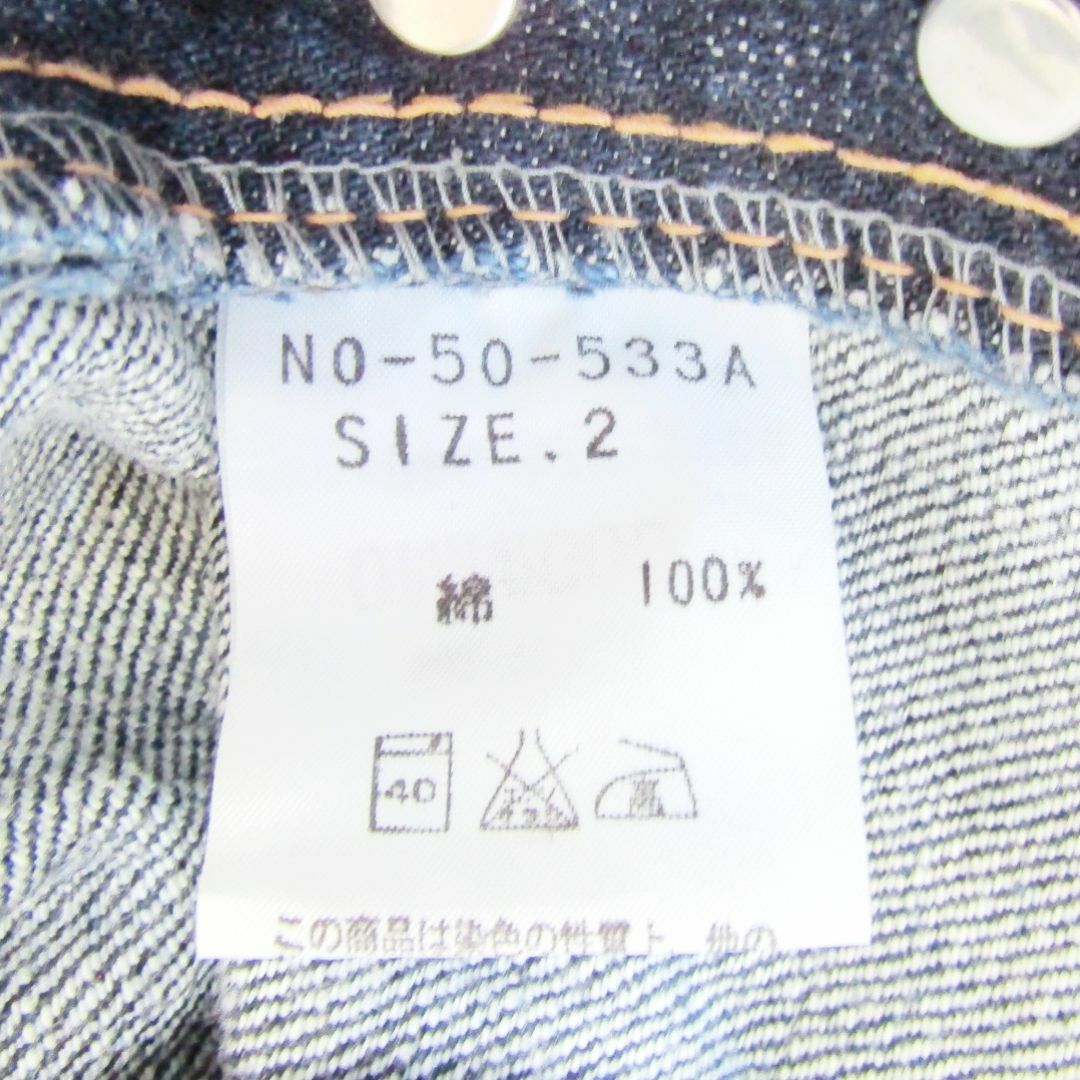 NO-50-533A
SIZE.2
綿 100%
40 高
この商品は染色の性質上、他の